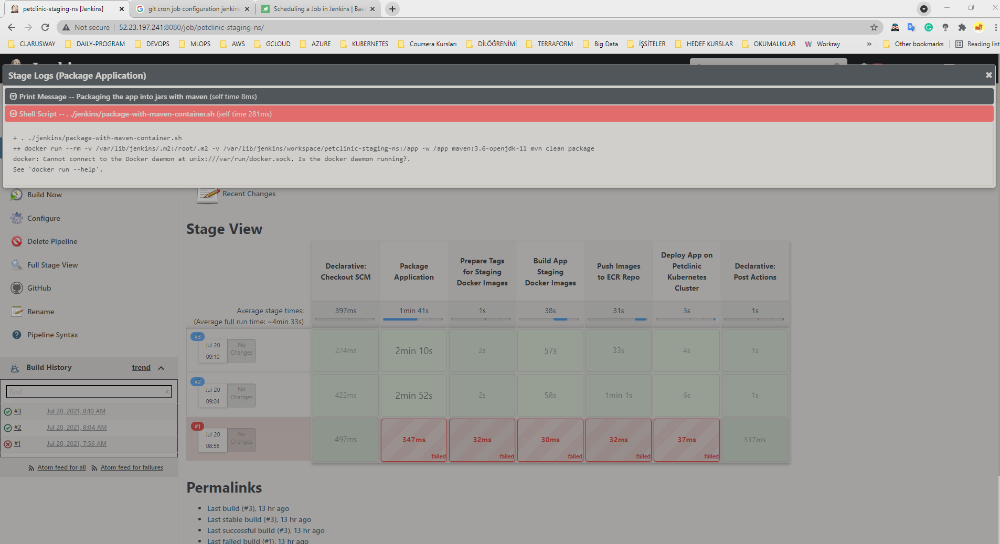 petclinic-staging-ns [Jenkins]
git cron job configuration jenkins
Scheduling a Job in Jenkins | Bael
Not secure | 52.23.197.241:8080/job/petclinic-staging-ns/
CLARUSWAY
DAILY-PROGRAM
DEVOPS
MLOPS
AWS
GCLOUD
AZURE
KUBERNETES
Coursera Kursları
DİLÖĞRENİMİ
TERRAFORM
Big Data
İŞSİTELER
HEDEF KURSLAR
OKUMALIKLAR
Workray
»
Other bookmarks
Reading list
Stage Logs (Package Application)
Print Message -- Packaging the app into jars with maven (self time 8ms)
Shell Script -- . ./jenkins/package-with-maven-container.sh (self time 281ms)
+ . ./jenkins/package-with-maven-container.sh
++ docker run --rm -v /var/lib/jenkins/.m2:/root/.m2 -v /var/lib/jenkins/workspace/petclinic-staging-ns:/app -w /app maven:3.6-openjdk-11 mvn clean package
docker: Cannot connect to the Docker daemon at unix:///var/run/docker.sock. Is the docker daemon running?.
See 'docker run --help'.
Build Now
Configure
Delete Pipeline
Full Stage View
GitHub
Rename
Pipeline Syntax
Build History
trend
find
x
#3 Jul 20, 2021, 8:10 AM
#2 Jul 20, 2021, 8:04 AM
#1 Jul 20, 2021, 7:56 AM
Atom feed for all
Atom feed for failures
Recent Changes
Stage View
Declarative:
Checkout SCM
Package
Application
Prepare Tags
for Staging
Docker Images
Build App
Staging
Docker Images
Push Images
to ECR Repo
Deploy App on
Petclinic
Kubernetes
Cluster
Declarative:
Post Actions
Average stage times:
(Average full run time: ~4min 33s)
397ms
1min 41s
1s
38s
31s
3s
1s
#3
Jul 20
09:10
No
Changes
274ms
2min 10s
2s
57s
33s
4s
1s
#2
Jul 20
09:04
No
Changes
422ms
2min 52s
2s
58s
1min 1s
6s
1s
#1
Jul 20
08:56
No
Changes
497ms
347ms
failed
32ms
failed
30ms
failed
32ms
failed
37ms
failed
317ms
Permalinks
Last build (#3), 13 hr ago
Last stable build (#3), 13 hr ago
Last successful build (#3), 13 hr ago
Last failed build (#1), 13 hr ago